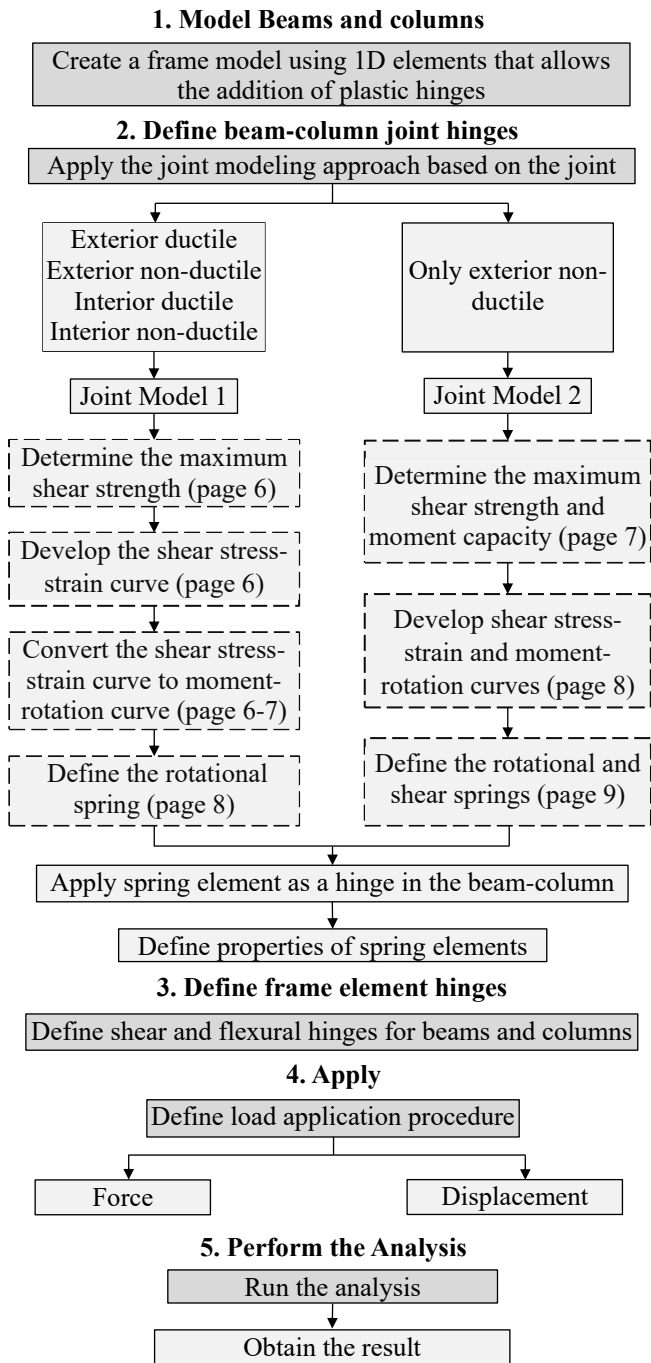 1. Model Beams and columns
Create a frame model using 1D elements that allows
the addition of plastic hinges
2. Define beam-column joint hinges
Apply the joint modeling approach based on the joint
Exterior ductile
Exterior non-ductile
Interior ductile
Interior non-ductile
Only exterior non-
ductile
Joint Model 1
Joint Model 2
Determine the maximum
shear strength (page 6)
Develop the shear stress-
strain curve (page 6)
Convert the shear stress-
strain curve to moment-
rotation curve (page 6-7)
Define the rotational
spring (page 8)
Determine the maximum
shear strength and
moment capacity (page 7)
Develop shear stress-
strain and moment-
rotation curves (page 8)
Define the rotational and
shear springs (page 9)
Apply spring element as a hinge in the beam-column
Define properties of spring elements
3. Define frame element hinges
Define shear and flexural hinges for beams and columns
4. Apply
Define load application procedure
Force
Displacement
5. Perform the Analysis
Run the analysis
Obtain the result